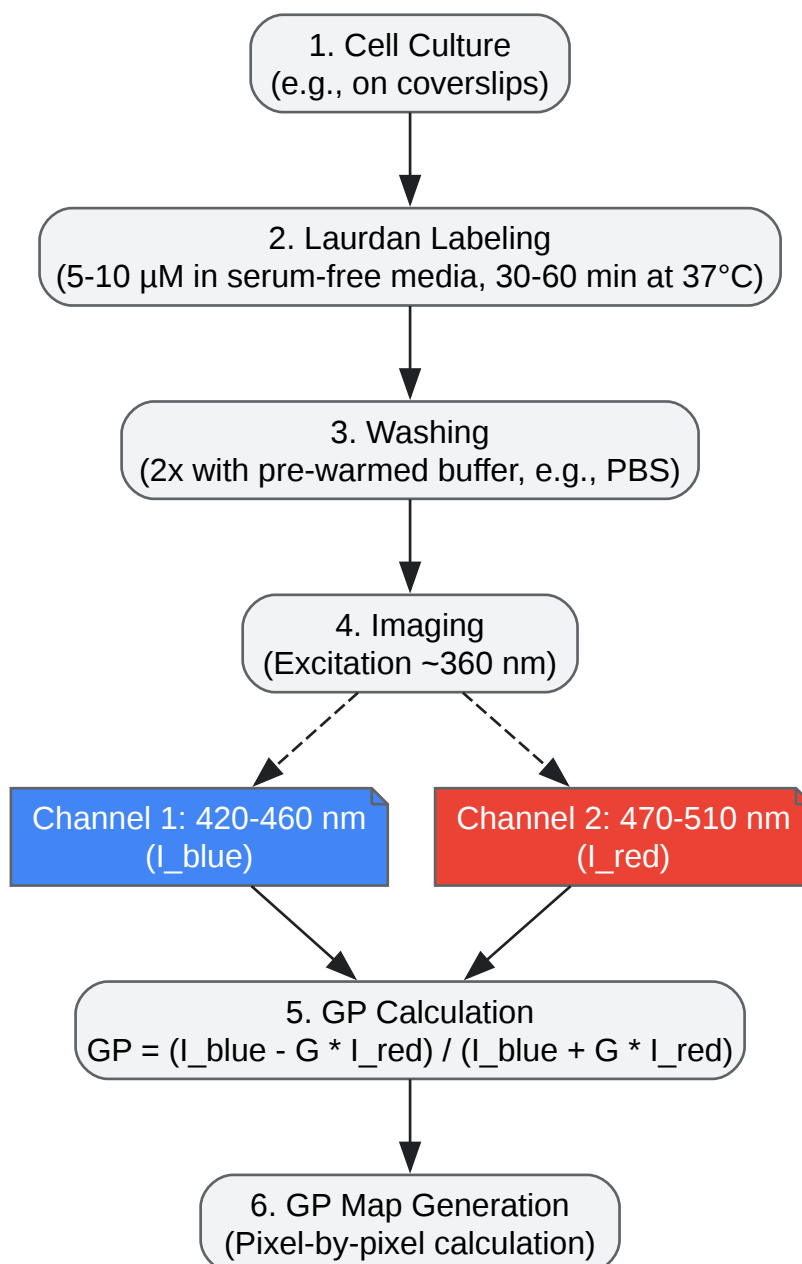 1. Cell Culture
(e.g., on coverslips)
2. Laurdan Labeling
(5-10 µM in serum-free media, 30-60 min at 37°C)
3. Washing
(2x with pre-warmed buffer, e.g., PBS)
4. Imaging
(Excitation ~360 nm)
Channel 1: 420-460 nm
(I_blue)
Channel 2: 470-510 nm
(I_red)
5. GP Calculation
GP = (I_blue - G * I_red) / (I_blue + G * I_red)
6. GP Map Generation
(Pixel-by-pixel calculation)